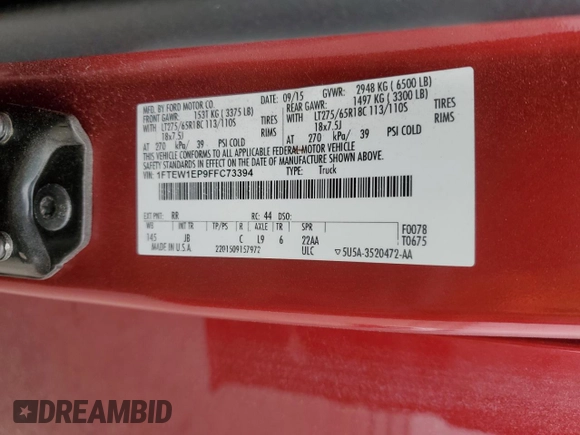 MFD. BY FORD MOTOR CO.
DATE: 09/15 GVWR: 2948 KG ( 6500 LB)
FRONT GAWR: 1531 KG ( 3375 LB) REAR GAWR: 1497 KG ( 3300 LB)
WITH LT275/65R18C 113/110S TIRES WITH LT275/65R18C 113/110S TIRES
18x7.5J RIMS 18x7.5J RIMS
AT 270 kPa/ 39 PSI COLD AT 270 kPa/ 39 PSI COLD
THIS VEHICLE CONFORMS TO ALL APPLICABLE FEDERAL MOTOR VEHICLE
SAFETY STANDARDS IN EFFECT ON THE DATE OF MANUFACTURE SHOWN ABOVE.
VIN: 1FTEW1EP9FFC73394 TYPE: Truck
EXT PNT: RR RC: 44 DSO: F0078
WB INT TR TP/PS R AXLE TR SPR T0675
145 JB C L9 6 22AA
MADE IN U.S.A. 2201509157972 ULC ▽5U5A-3520472-AA
DREAMBID